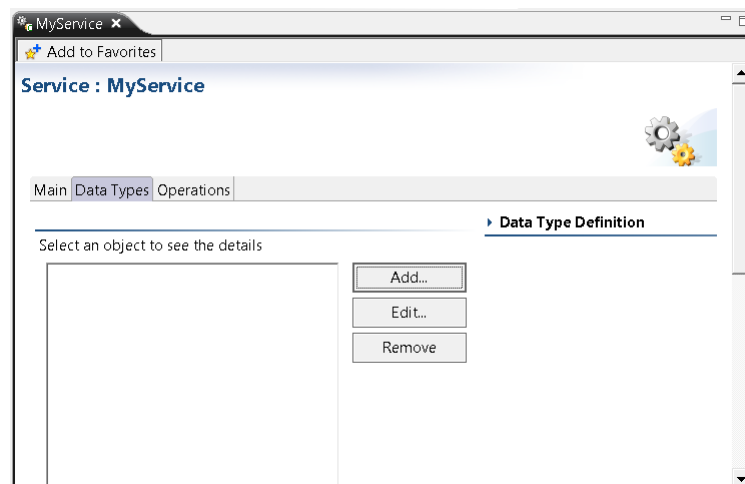 MyService
Add to Favorites
Service : MyService
Main Data Types Operations
Data Type Definition
Select an object to see the details
Add...
Edit...
Remove